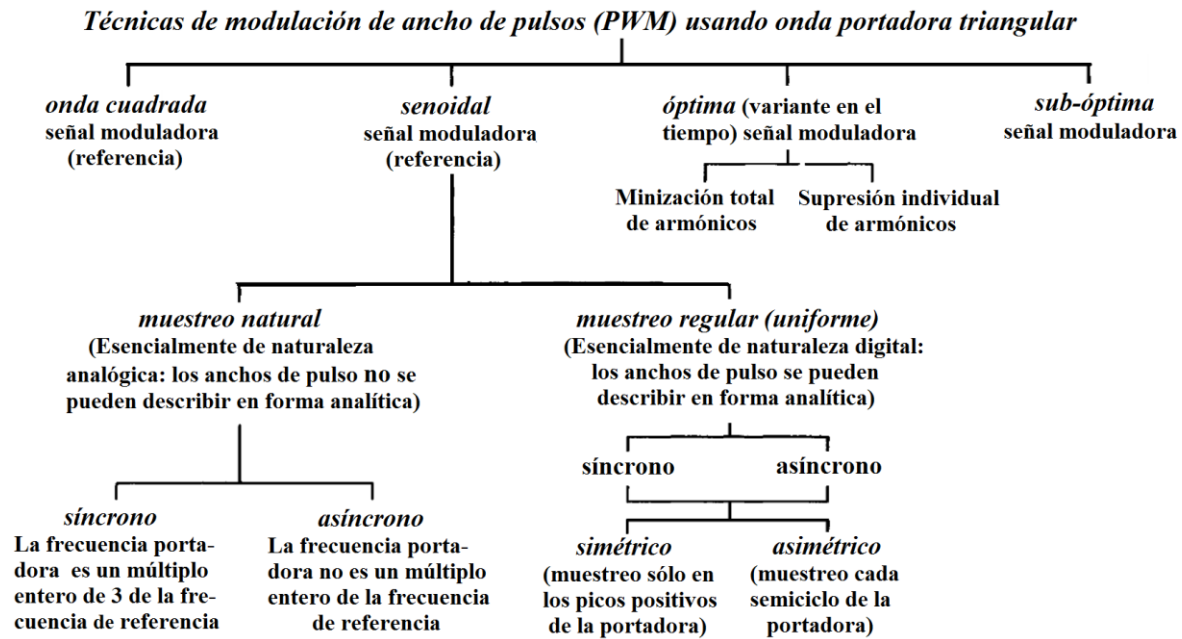 Técnicas de modulación de ancho de pulsos (PWM) usando onda portadora triangular
onda cuadrada
señal moduladora
(referencia)
senoidal
señal moduladora
(referencia)
óptima (variante en el
tiempo) señal moduladora
sub-óptima
señal moduladora
Minización total
de armónicos
Supresión individual
de armónicos
muestreo natural
(Esencialmente de naturaleza
analógica: los anchos de pulso no se
pueden describir en forma analítica)
muestreo regular (uniforme)
(Esencialmente de naturaleza digital:
los anchos de pulso se pueden
describir en forma analítica)
síncrono
asíncrono
síncrono
La frecuencia porta-
dora es un múltiplo
entero de 3 de la fre-
cuencia de referencia
asíncrono
La frecuencia porta-
dora no es un múltiplo
entero de la frecuencia
de referencia
simétrico
(muestreo sólo en
los picos positivos
de la portadora)
asimétrico
(muestreo cada
semiciclo de la
portadora)